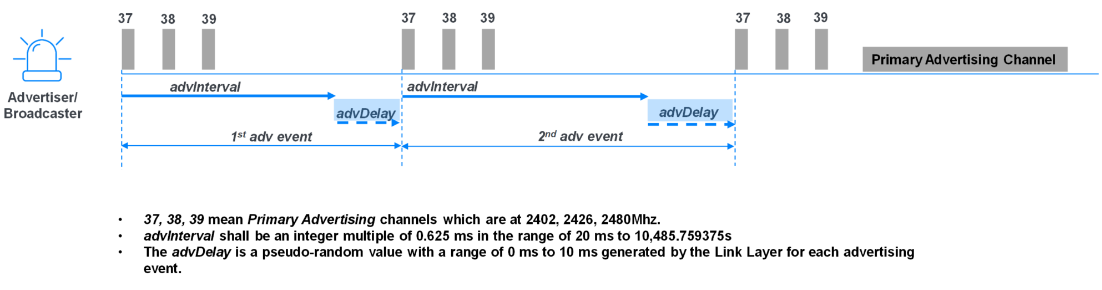 37 38 39 37 38 39 37 38 39
Primary Advertising Channel
Advertiser/
Broadcaster
advInterval advInterval
advDelay advDelay
1st adv event 2nd adv event
• 37, 38, 39 mean Primary Advertising channels which are at 2402, 2426, 2480Mhz.
• advInterval shall be an integer multiple of 0.625 ms in the range of 20 ms to 10,485.759375s
• The advDelay is a pseudo-random value with a range of 0 ms to 10 ms generated by the Link Layer for each advertising
event.